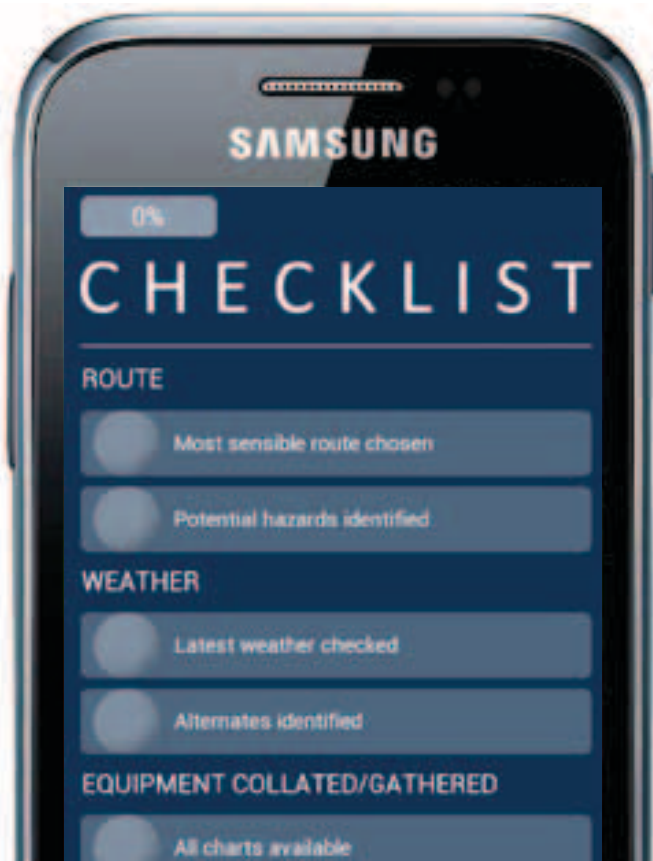 SAMSUNG
0%
CHECKLIST
ROUTE
Most sensible route chosen
Potential hazards identified
WEATHER
Latest weather checked
Alternates identified
EQUIPMENT COLLATED/GATHERED
All charts available